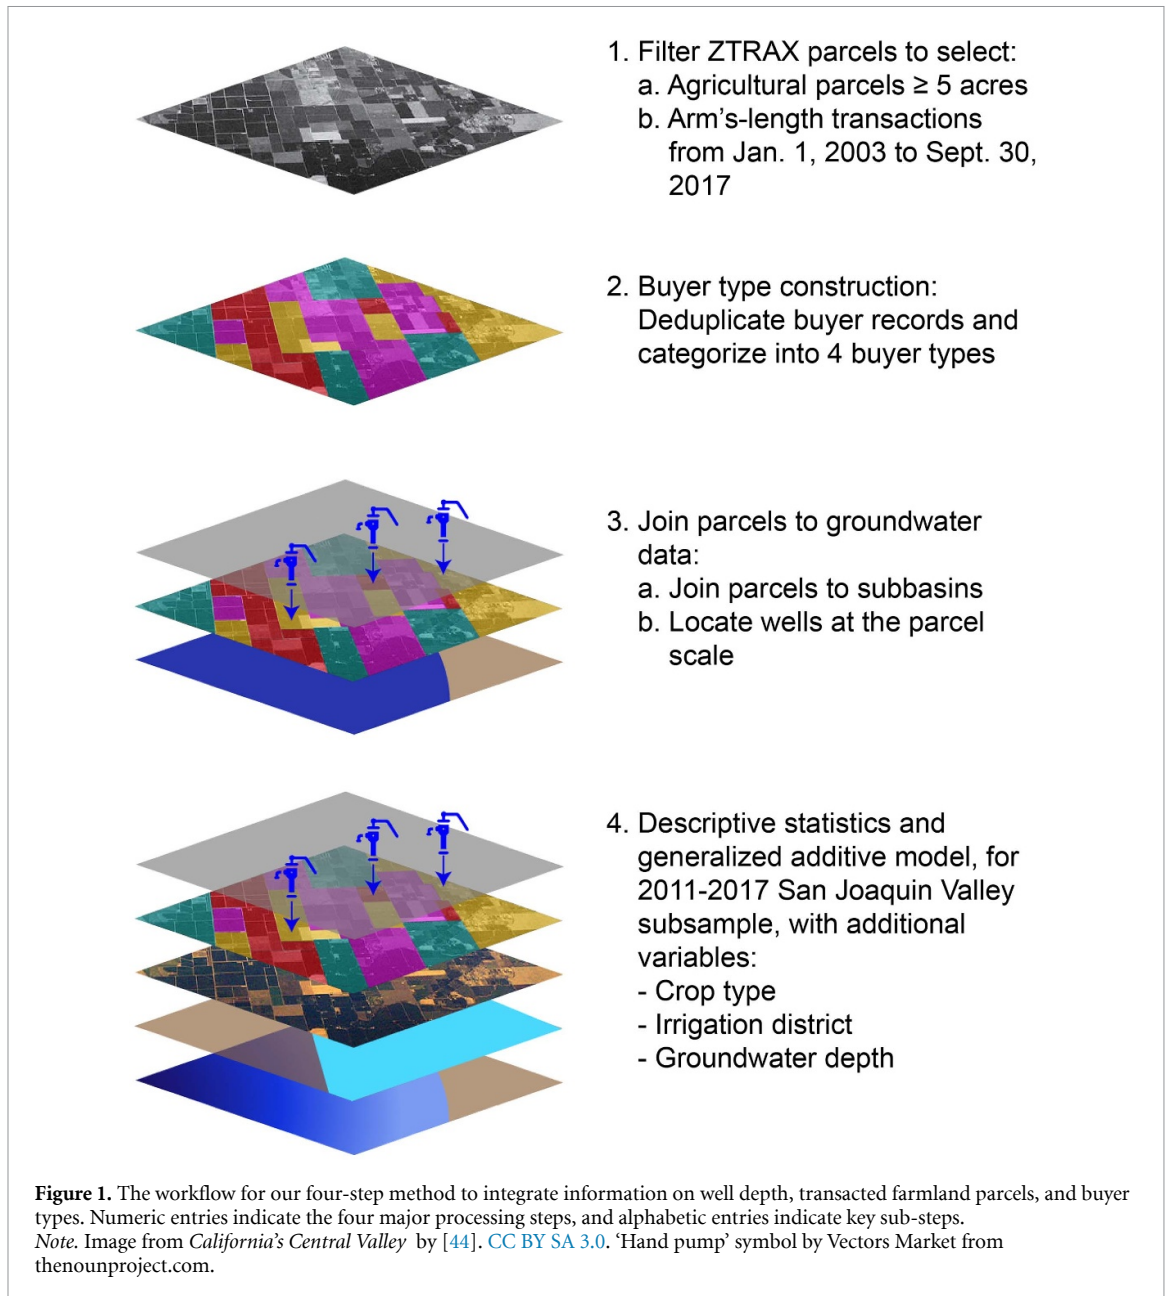 1. Filter ZTRAX parcels to select:
a. Agricultural parcels ≥ 5 acres
b. Arm's-length transactions
from Jan. 1, 2003 to Sept. 30,
2017
2. Buyer type construction:
Deduplicate buyer records and
categorize into 4 buyer types
3. Join parcels to groundwater
data:
a. Join parcels to subbasins
b. Locate wells at the parcel
scale
4. Descriptive statistics and
generalized additive model, for
2011-2017 San Joaquin Valley
subsample, with additional
variables:
- Crop type
- Irrigation district
- Groundwater depth
Figure 1. The workflow for our four-step method to integrate information on well depth, transacted farmland parcels, and buyer
types. Numeric entries indicate the four major processing steps, and alphabetic entries indicate key sub-steps.
Note. Image from California's Central Valley by [44]. CC BY SA 3.0. ‘Hand pump’ symbol by Vectors Market from
thenounproject.com.